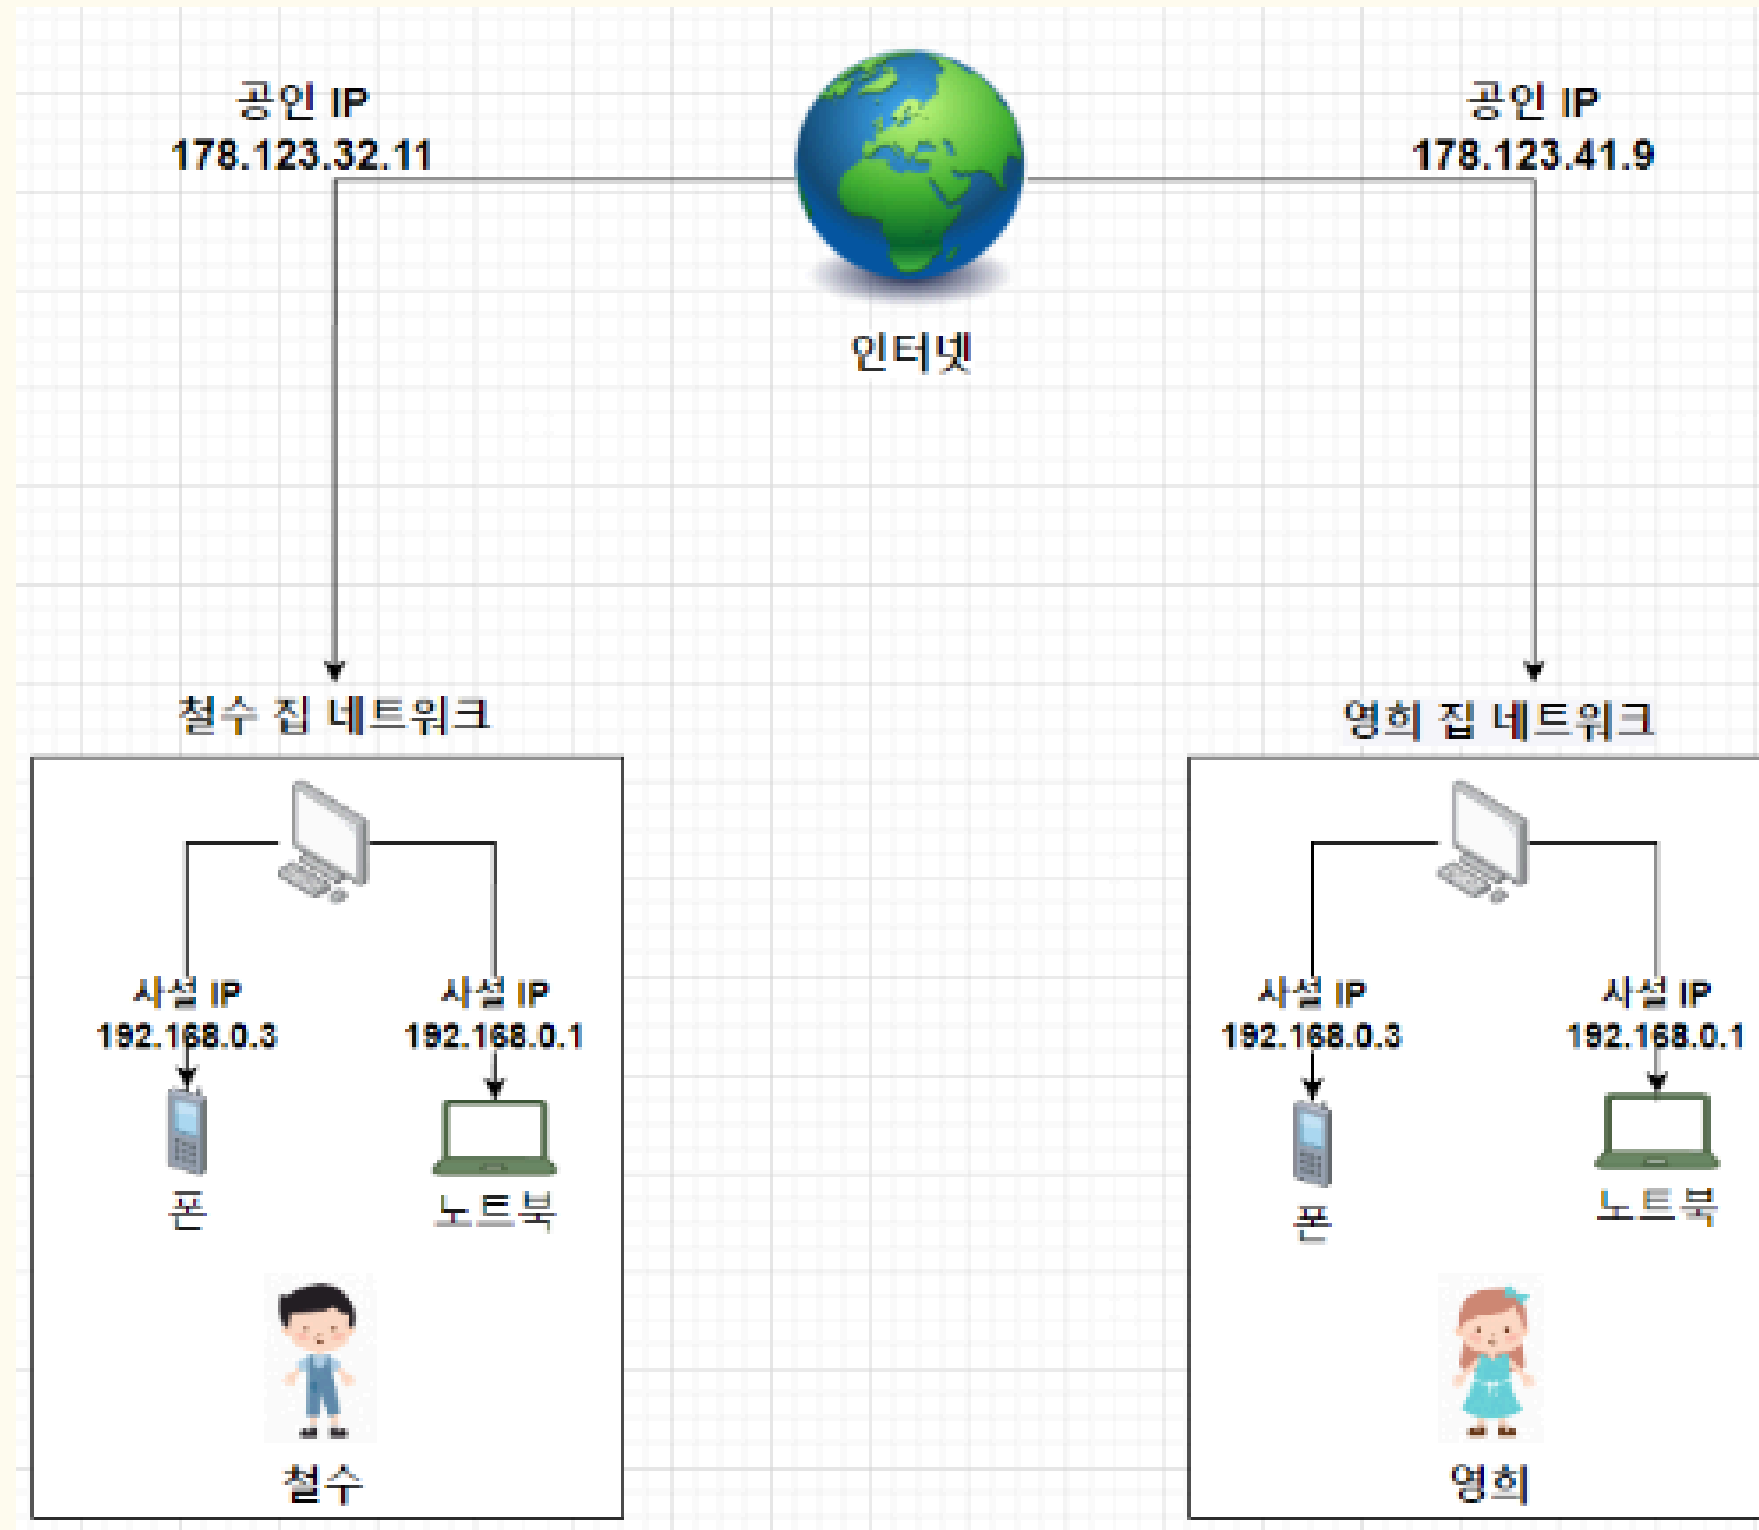 공인 IP
178.123.32.11
공인 IP
178.123.41.9
인터넷
철수 집 네트워크
사설 IP
192.168.0.3
사설 IP
192.168.0.1
폰
노트북
철수
영희 집 네트워크
사설 IP
192.168.0.3
사설 IP
192.168.0.1
폰
노트북
영희